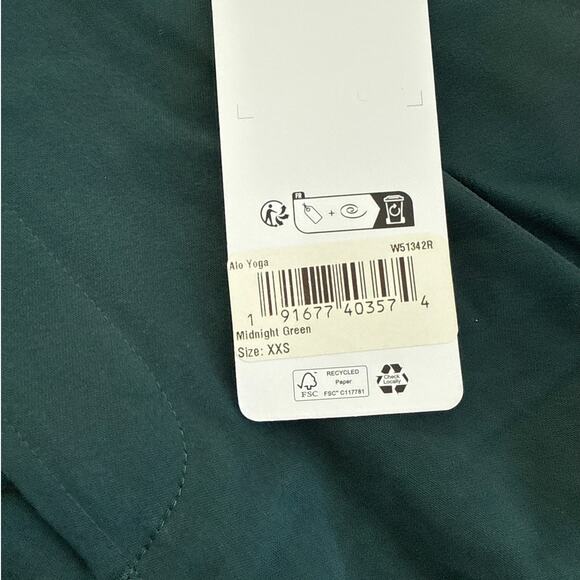 FR
+
Alo Yoga
W51342R
1 91677 40357 4
Midnight Green
Size: XXS
FSC
RECYCLED
Paper
FSC™ C117781
Check
Locally